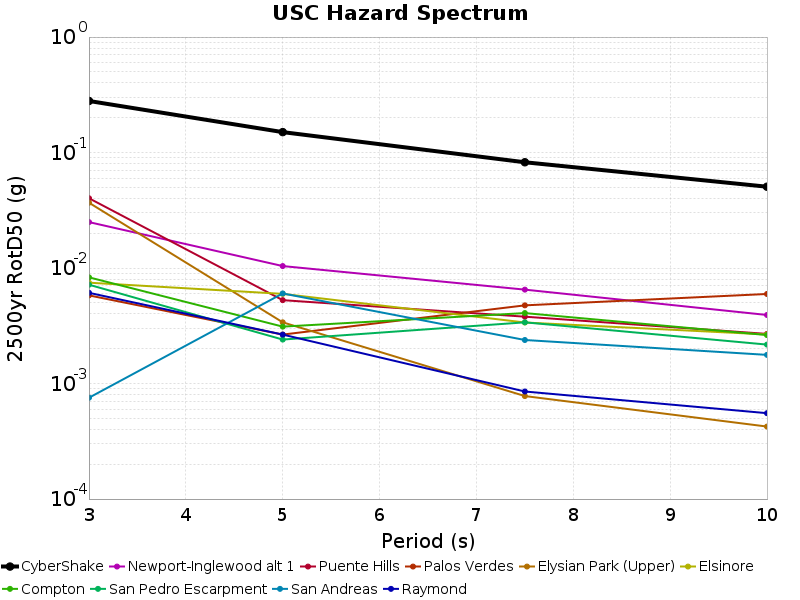 USC Hazard Spectrum
10^0
10^-1
10^-2
10^-3
10^-4
2500yr RotD50 (g)
3 4 5 6 7 8 9 10
Period (s)
CyberShake Newport-Inglewood alt 1 Puente Hills Palos Verdes Elysian Park (Upper) Elsinore
Compton San Pedro Escarpment San Andreas Raymond